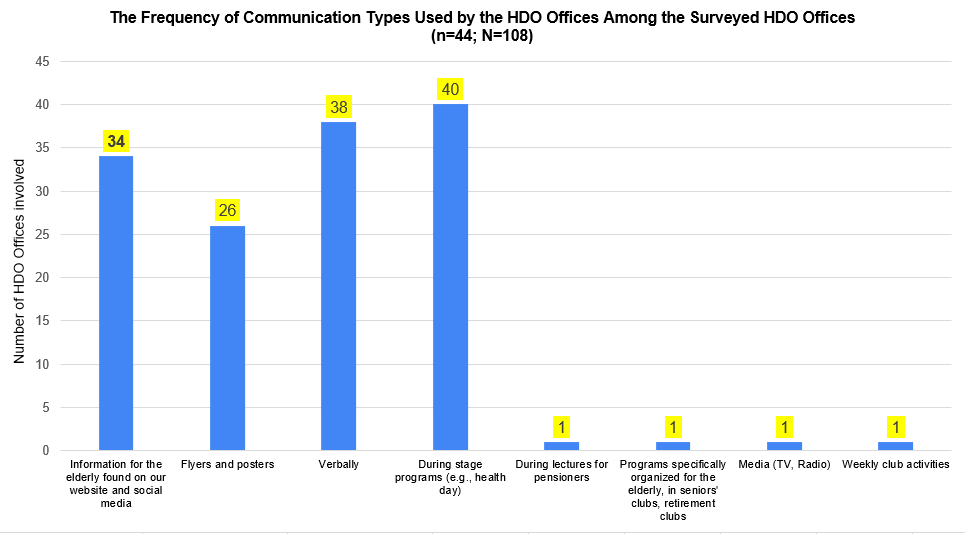 The Frequency of Communication Types Used by the HDO Offices Among the Surveyed HDO Offices
(n=44; N=108)
Number of HDO Offices involved
45
40
35
30
25
20
15
10
5
0
34
26
38
40
1
1
1
1
Information for the
elderly found on our
website and social
media
Flyers and posters
Verbally
During stage
programs (e.g., health
day)
During lectures for
pensioners
Programs specifically
organized for the
elderly, in seniors'
clubs, retirement
clubs
Media (TV, Radio)
Weekly club activities